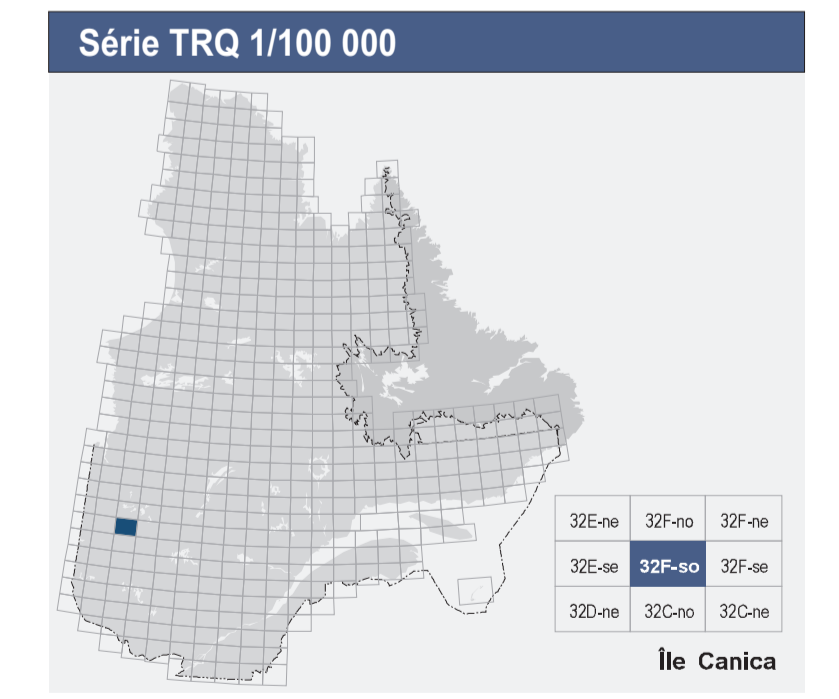 Série TRQ 1/100 000
32E-ne 32F-no 32F-ne
32E-se 32F-so 32F-se
32D-ne 32C-no 32C-ne
Île Canica